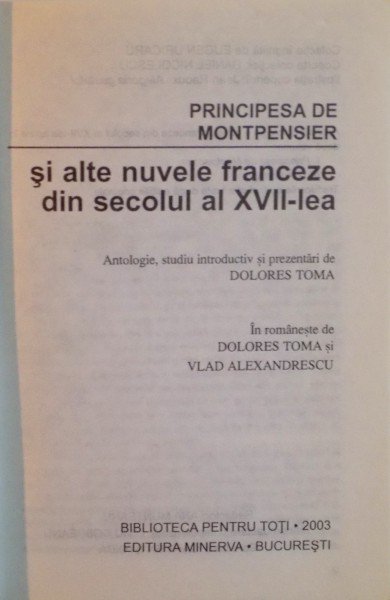 PRINCIPESA DE
MONTPENSIER
şi alte nuvele franceze
din secolul al XVII-lea
Antologie, studiu introductiv şi prezentări de
DOLORES TOMA
În româneşte de
DOLORES TOMA şi
VLAD ALEXANDRESCU
BIBLIOTECA PENTRU TOŢI • 2003
EDITURA MINERVA • BUCUREŞTI